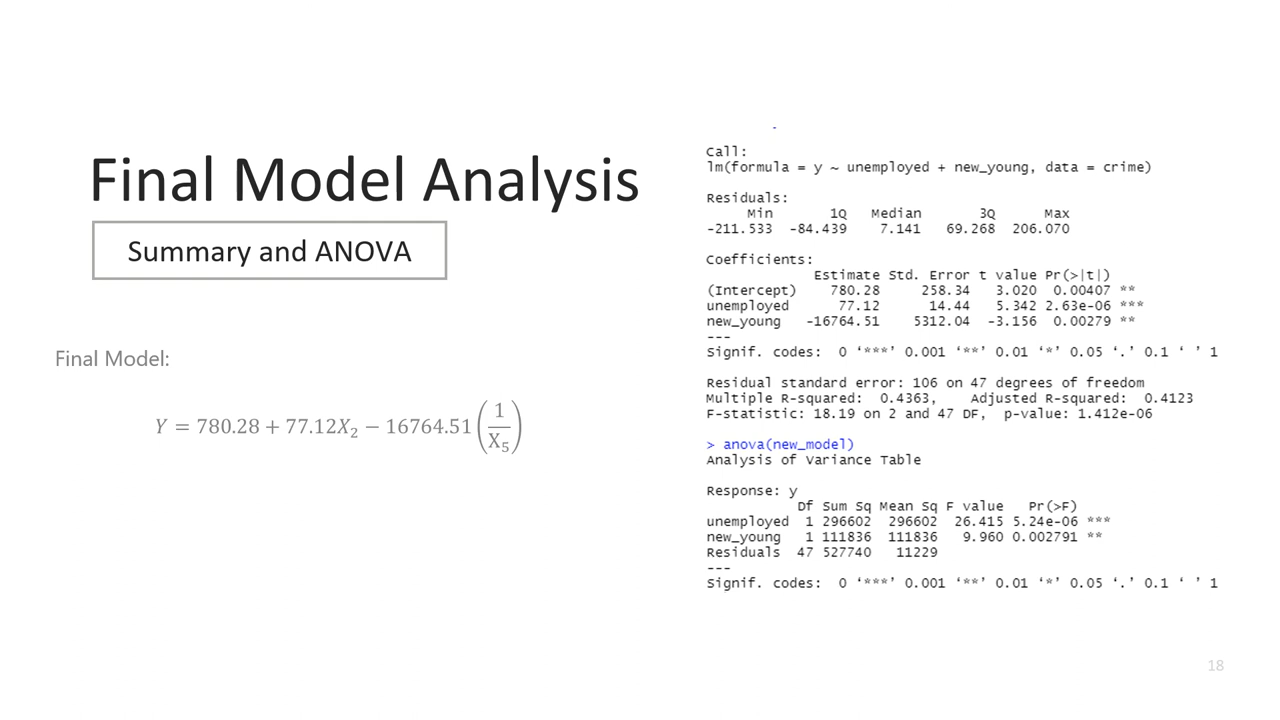 Final Model Analysis
Summary and ANOVA
Final Model:
Y = 780.28 + 77.12X₂ − 16764.51(1/X₅)
Call:
lm(formula = y ~ unemployed + new_young, data = crime)
Residuals:
Min 1Q Median 3Q Max
-211.533 -84.439 7.141 69.268 206.070
Coefficients:
Estimate Std. Error t value Pr(>|t|)
(Intercept) 780.28 258.34 3.020 0.00407 **
unemployed 77.12 14.44 5.342 2.63e-06 ***
new_young -16764.51 5312.04 -3.156 0.00279 **
---
Signif. codes: 0 ‘***’ 0.001 ‘**’ 0.01 ‘*’ 0.05 ‘.’ 0.1 ‘ ’ 1
Residual standard error: 106 on 47 degrees of freedom
Multiple R-squared: 0.4363, Adjusted R-squared: 0.4123
F-statistic: 18.19 on 2 and 47 DF, p-value: 1.412e-06
> anova(new_model)
Analysis of Variance Table
Response: y
Df Sum Sq Mean Sq F value Pr(>F)
unemployed 1 296602 296602 26.415 5.24e-06 ***
new_young 1 111836 111836 9.960 0.002791 **
Residuals 47 527740 11229
---
Signif. codes: 0 ‘***’ 0.001 ‘**’ 0.01 ‘*’ 0.05 ‘.’ 0.1 ‘ ’ 1
18